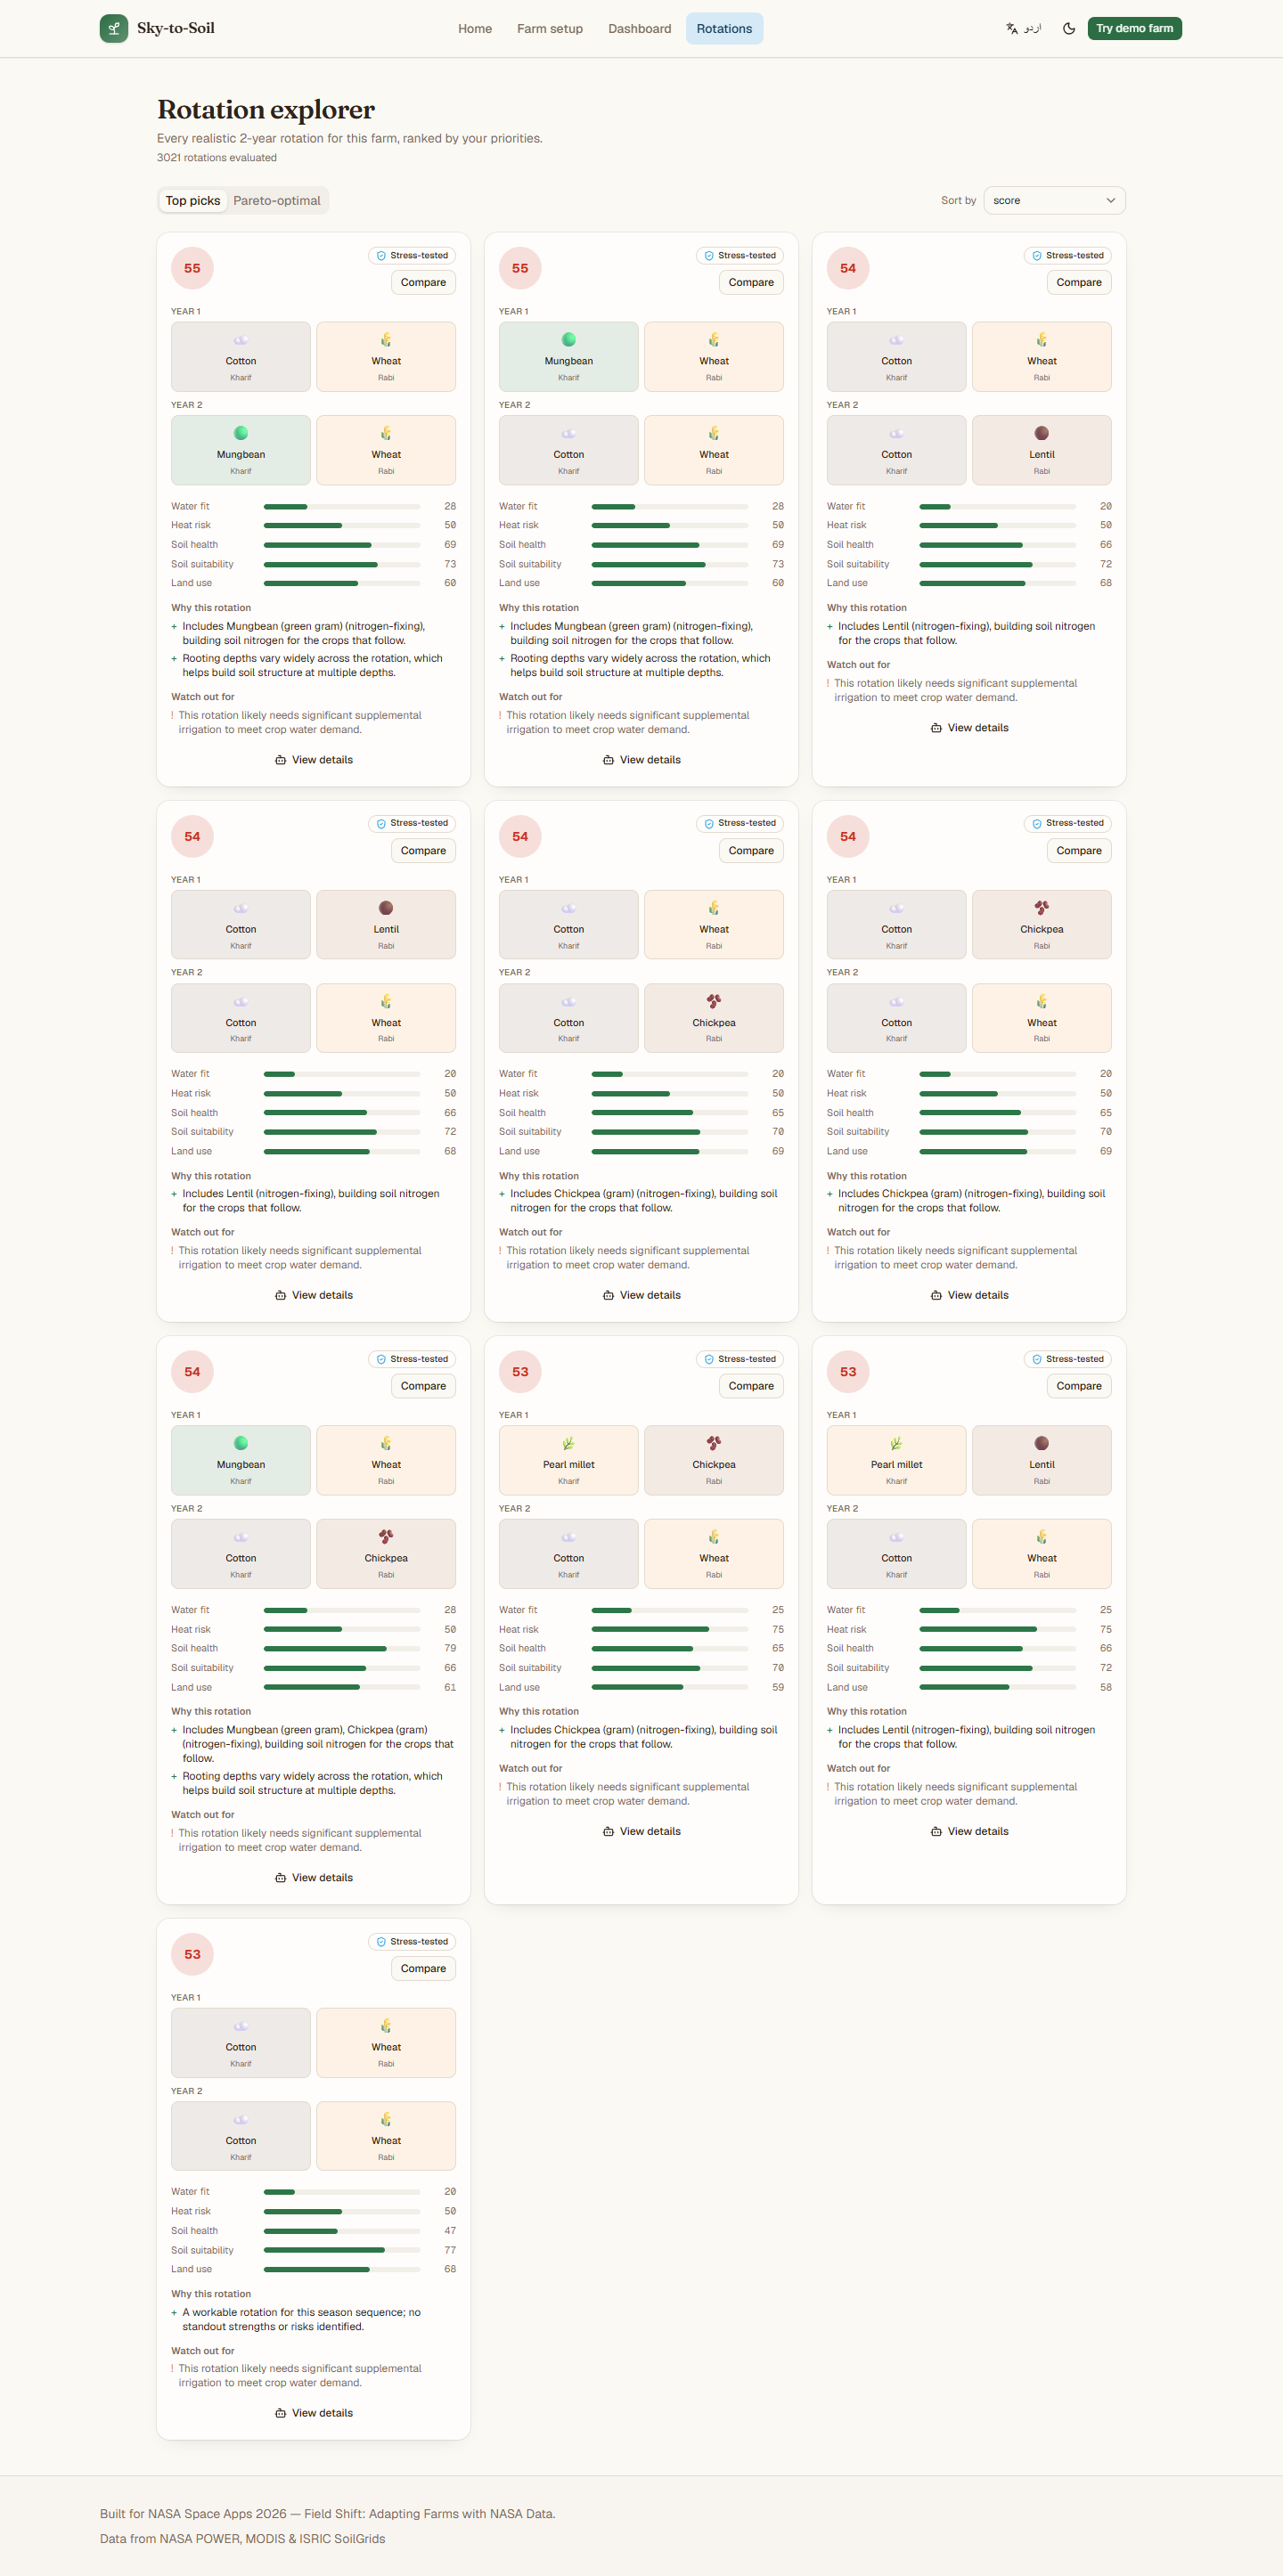 Sky-to-Soil
Home
Farm setup
Dashboard
Rotations
اردو
Try demo farm
Rotation explorer
Every realistic 2-year rotation for this farm, ranked by your priorities.
3021 rotations evaluated
Top picks
Pareto-optimal
Sort by
score
55
Stress-tested
Compare
YEAR 1
Cotton
Kharif
Wheat
Rabi
YEAR 2
Mungbean
Kharif
Wheat
Rabi
Water fit 28
Heat risk 50
Soil health 69
Soil suitability 73
Land use 60
Why this rotation
+ Includes Mungbean (green gram) (nitrogen-fixing),
building soil nitrogen for the crops that follow.
+ Rooting depths vary widely across the rotation, which
helps build soil structure at multiple depths.
Watch out for
! This rotation likely needs significant supplemental
irrigation to meet crop water demand.
View details
55
Stress-tested
Compare
YEAR 1
Mungbean
Kharif
Wheat
Rabi
YEAR 2
Cotton
Kharif
Wheat
Rabi
Water fit 28
Heat risk 50
Soil health 69
Soil suitability 73
Land use 60
Why this rotation
+ Includes Mungbean (green gram) (nitrogen-fixing),
building soil nitrogen for the crops that follow.
+ Rooting depths vary widely across the rotation, which
helps build soil structure at multiple depths.
Watch out for
! This rotation likely needs significant supplemental
irrigation to meet crop water demand.
View details
54
Stress-tested
Compare
YEAR 1
Cotton
Kharif
Wheat
Rabi
YEAR 2
Cotton
Kharif
Lentil
Rabi
Water fit 20
Heat risk 50
Soil health 66
Soil suitability 72
Land use 68
Why this rotation
+ Includes Lentil (nitrogen-fixing), building soil nitrogen
for the crops that follow.
Watch out for
! This rotation likely needs significant supplemental
irrigation to meet crop water demand.
View details
54
Stress-tested
Compare
YEAR 1
Cotton
Kharif
Lentil
Rabi
YEAR 2
Cotton
Kharif
Wheat
Rabi
Water fit 20
Heat risk 50
Soil health 66
Soil suitability 72
Land use 68
Why this rotation
+ Includes Lentil (nitrogen-fixing), building soil nitrogen
for the crops that follow.
Watch out for
! This rotation likely needs significant supplemental
irrigation to meet crop water demand.
View details
54
Stress-tested
Compare
YEAR 1
Cotton
Kharif
Wheat
Rabi
YEAR 2
Cotton
Kharif
Chickpea
Rabi
Water fit 20
Heat risk 50
Soil health 65
Soil suitability 70
Land use 69
Why this rotation
+ Includes Chickpea (gram) (nitrogen-fixing), building soil
nitrogen for the crops that follow.
Watch out for
! This rotation likely needs significant supplemental
irrigation to meet crop water demand.
View details
54
Stress-tested
Compare
YEAR 1
Cotton
Kharif
Chickpea
Rabi
YEAR 2
Cotton
Kharif
Wheat
Rabi
Water fit 20
Heat risk 50
Soil health 65
Soil suitability 70
Land use 69
Why this rotation
+ Includes Chickpea (gram) (nitrogen-fixing), building soil
nitrogen for the crops that follow.
Watch out for
! This rotation likely needs significant supplemental
irrigation to meet crop water demand.
View details
54
Stress-tested
Compare
YEAR 1
Mungbean
Kharif
Wheat
Rabi
YEAR 2
Cotton
Kharif
Chickpea
Rabi
Water fit 28
Heat risk 50
Soil health 79
Soil suitability 66
Land use 61
Why this rotation
+ Includes Mungbean (green gram), Chickpea (gram)
(nitrogen-fixing), building soil nitrogen for the crops that
follow.
+ Rooting depths vary widely across the rotation, which
helps build soil structure at multiple depths.
Watch out for
! This rotation likely needs significant supplemental
irrigation to meet crop water demand.
View details
53
Stress-tested
Compare
YEAR 1
Pearl millet
Kharif
Chickpea
Rabi
YEAR 2
Cotton
Kharif
Wheat
Rabi
Water fit 25
Heat risk 75
Soil health 65
Soil suitability 70
Land use 59
Why this rotation
+ Includes Chickpea (gram) (nitrogen-fixing), building soil
nitrogen for the crops that follow.
Watch out for
! This rotation likely needs significant supplemental
irrigation to meet crop water demand.
View details
53
Stress-tested
Compare
YEAR 1
Pearl millet
Kharif
Lentil
Rabi
YEAR 2
Cotton
Kharif
Wheat
Rabi
Water fit 25
Heat risk 75
Soil health 66
Soil suitability 72
Land use 58
Why this rotation
+ Includes Lentil (nitrogen-fixing), building soil nitrogen
for the crops that follow.
Watch out for
! This rotation likely needs significant supplemental
irrigation to meet crop water demand.
View details
53
Stress-tested
Compare
YEAR 1
Cotton
Kharif
Wheat
Rabi
YEAR 2
Cotton
Kharif
Wheat
Rabi
Water fit 20
Heat risk 50
Soil health 47
Soil suitability 77
Land use 68
Why this rotation
+ A workable rotation for this season sequence; no
standout strengths or risks identified.
Watch out for
! This rotation likely needs significant supplemental
irrigation to meet crop water demand.
View details
Built for NASA Space Apps 2026 — Field Shift: Adapting Farms with NASA Data.
Data from NASA POWER, MODIS & ISRIC SoilGrids